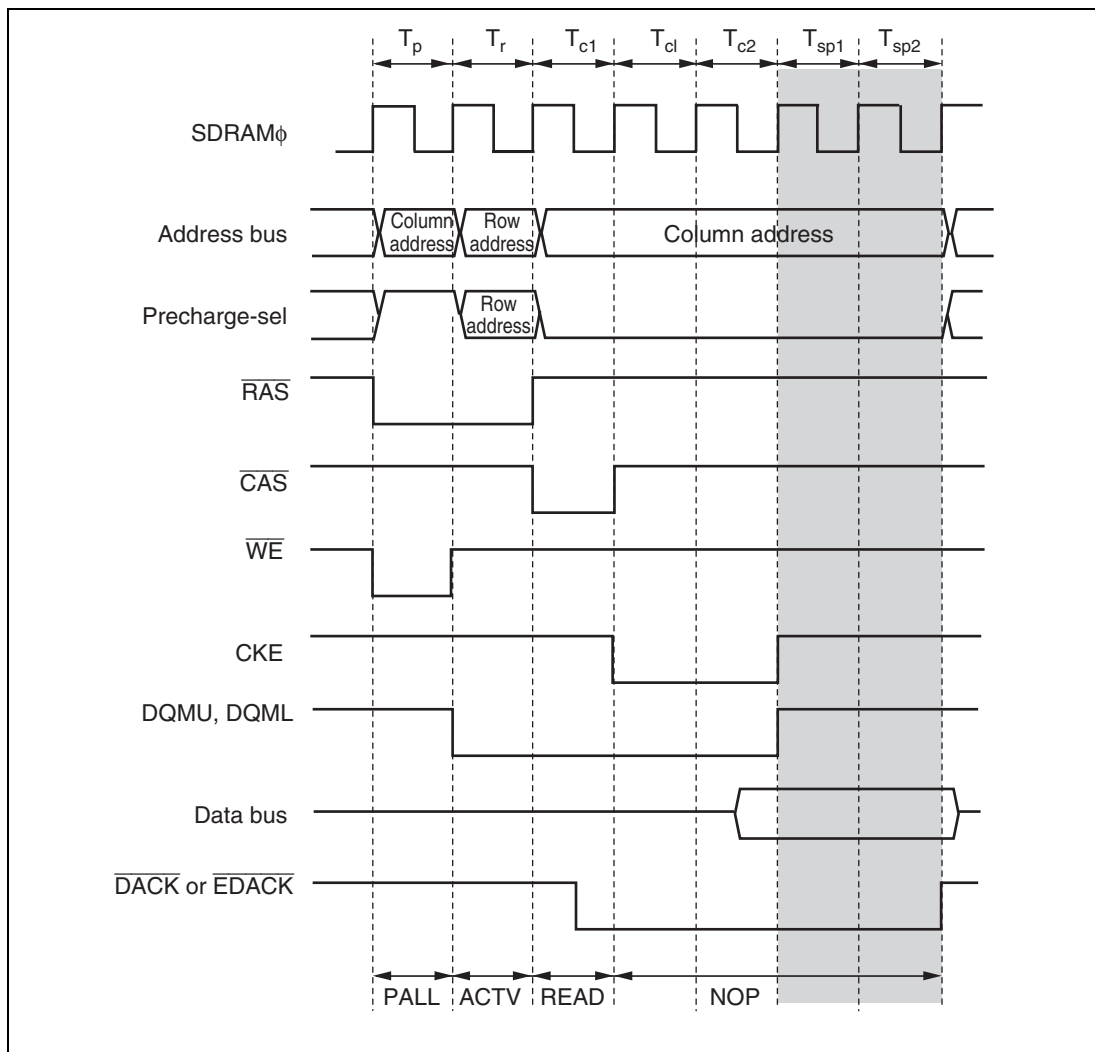 Tp Tr Tc1 Tcl Tc2 Tsp1 Tsp2
SDRAMφ
Address bus
Column address
Row address
Column address
Precharge-sel
Row address
RAS
CAS
WE
CKE
DQMU, DQML
Data bus
DACK or EDACK
PALL ACTV READ NOP